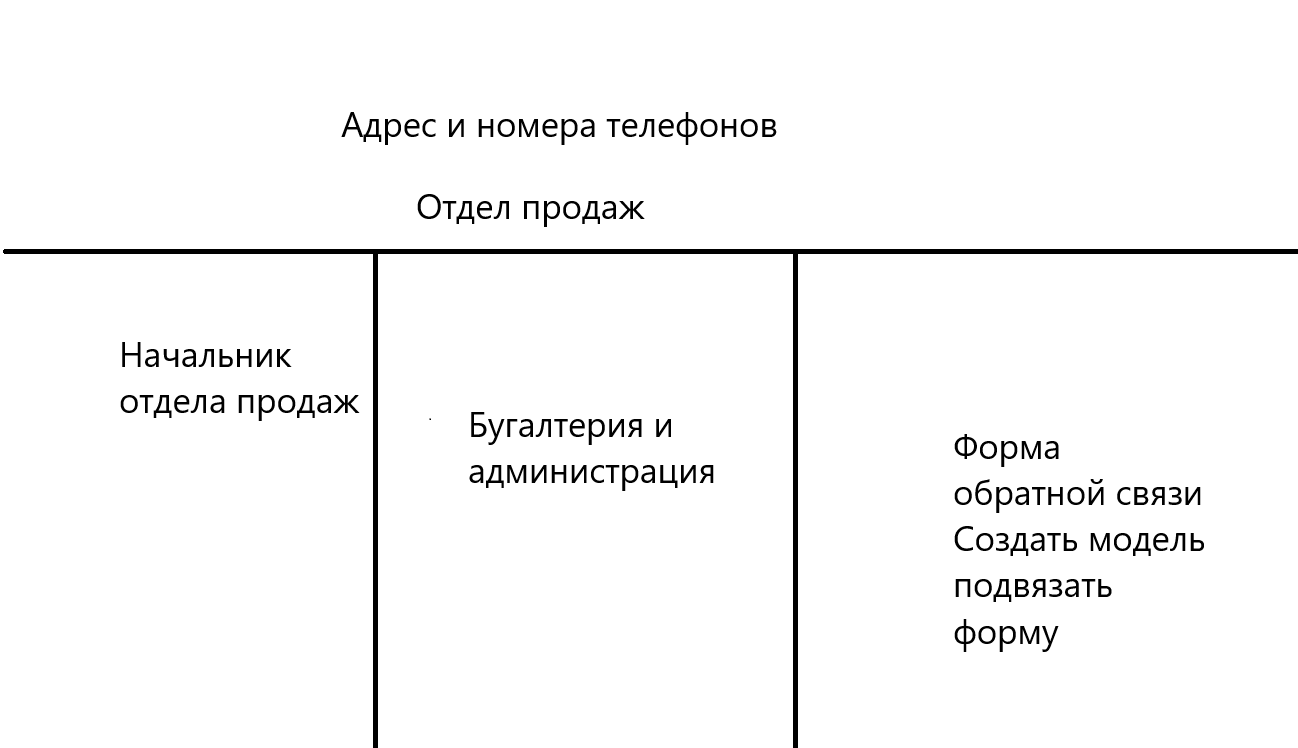 Адрес и номера телефонов
Отдел продаж
Начальник
отдела продаж
Бугалтерия и
администрация
Форма
обратной связи
Создать модель
подвязать
форму